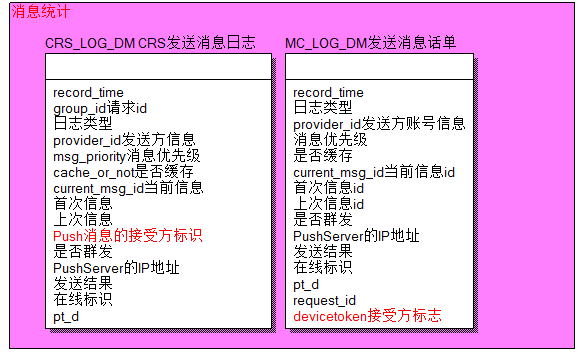 消息统计
CRS_LOG_DM CRS发送消息日志
record_time
group_id请求id
日志类型
provider_id发送方信息
msg_priority消息优先级
cache_or_not是否缓存
current_msg_id当前信息
首次信息
上次信息
Push消息的接受方标识
是否群发
PushServer的IP地址
发送结果
在线标识
pt_d
MC_LOG_DM发送消息话单
record_time
日志类型
provider_id发送方账号信息
消息优先级
是否缓存
current_msg_id当前信息id
首次信息id
上次信息id
是否群发
PushServer的IP地址
发送结果
在线标识
pt_d
request_id
devicetoken接受方标志